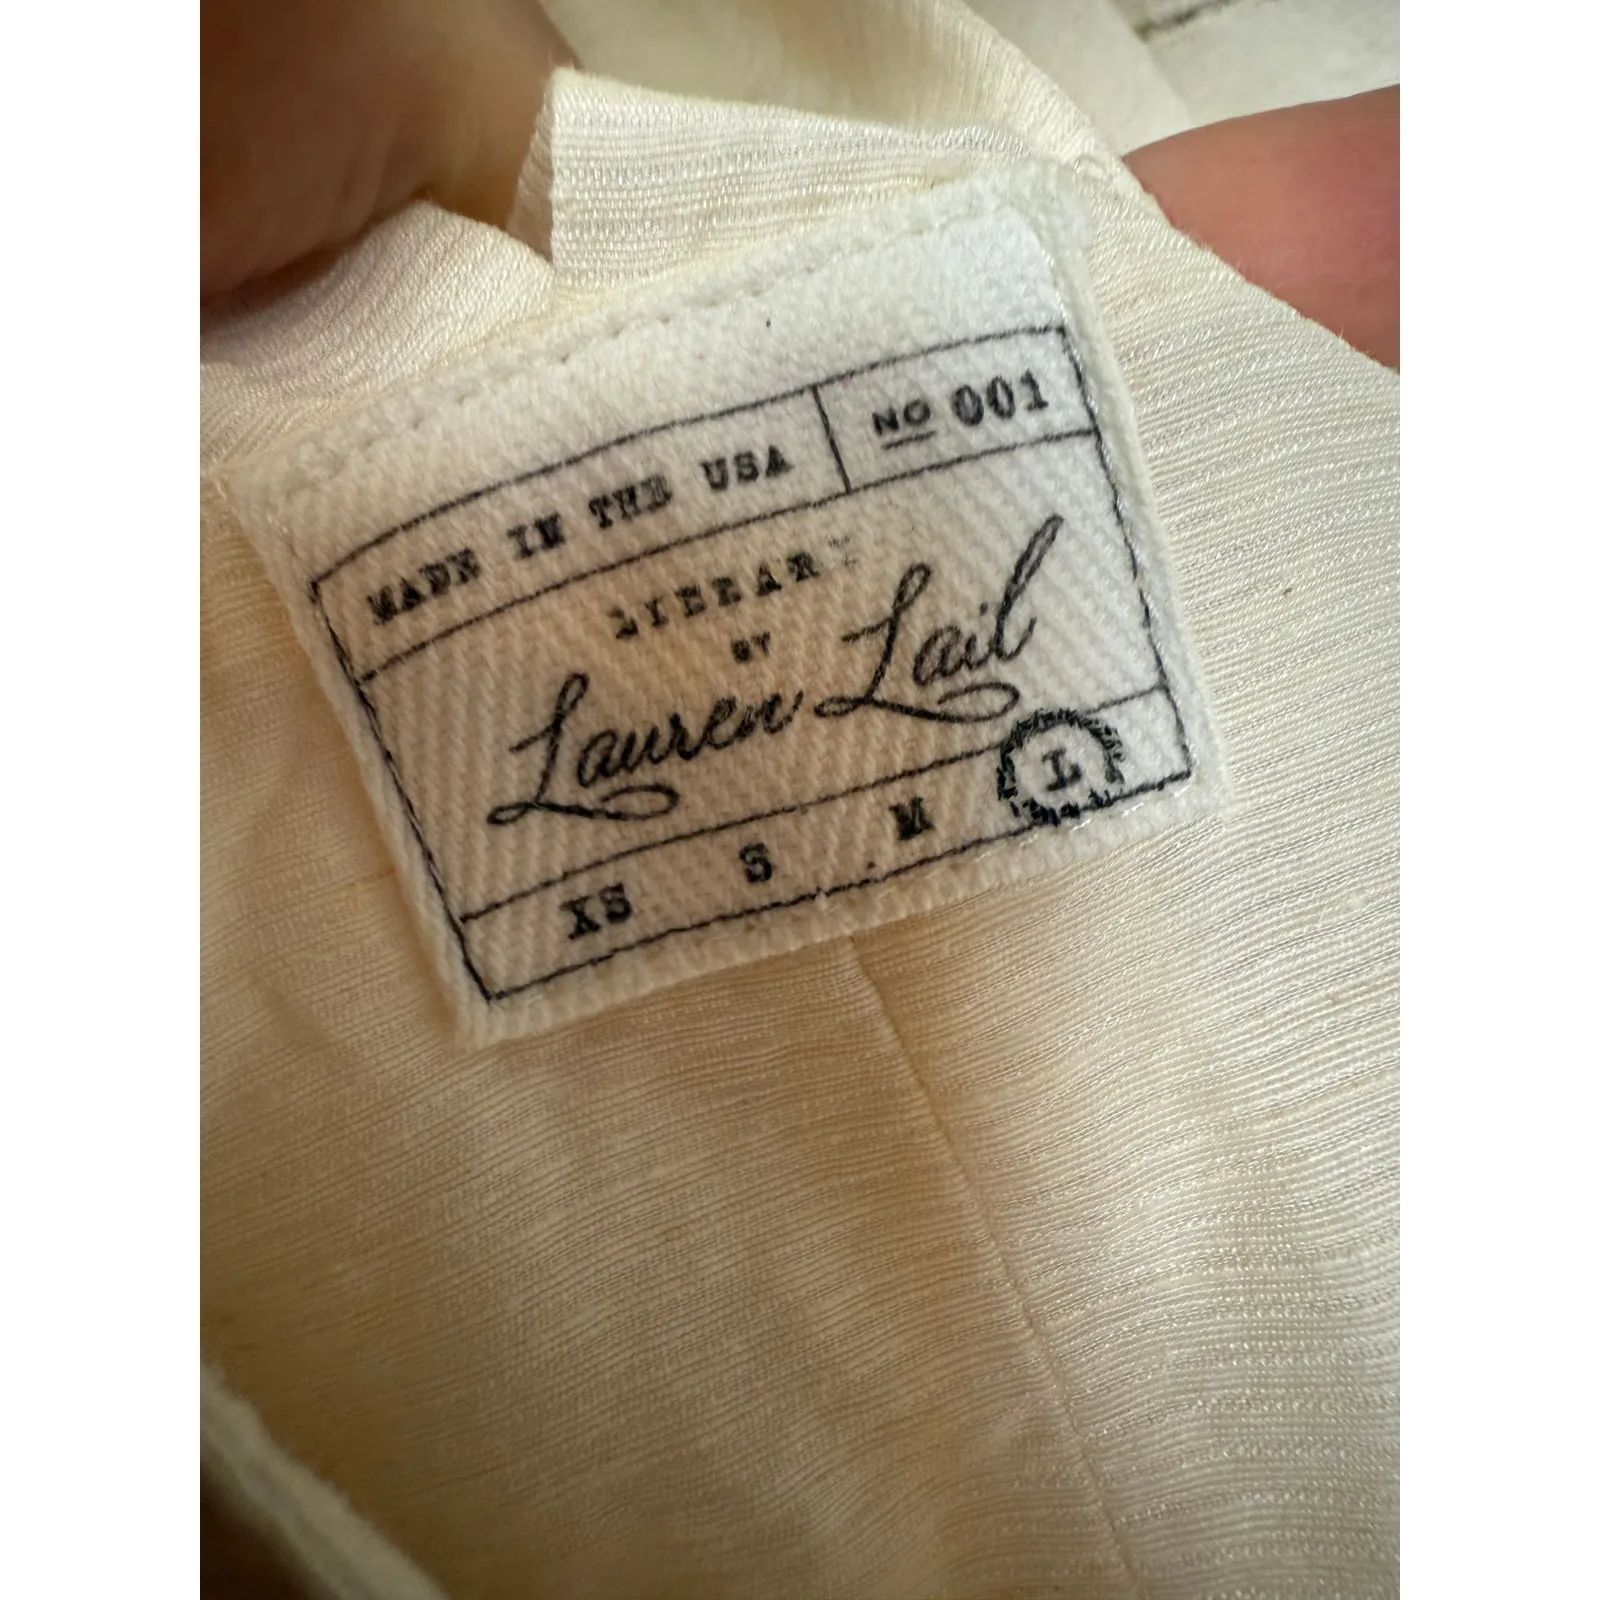 MADE IN THE USA
NO 001
LIBRARY
BY
Lauren Lail
XS S M L